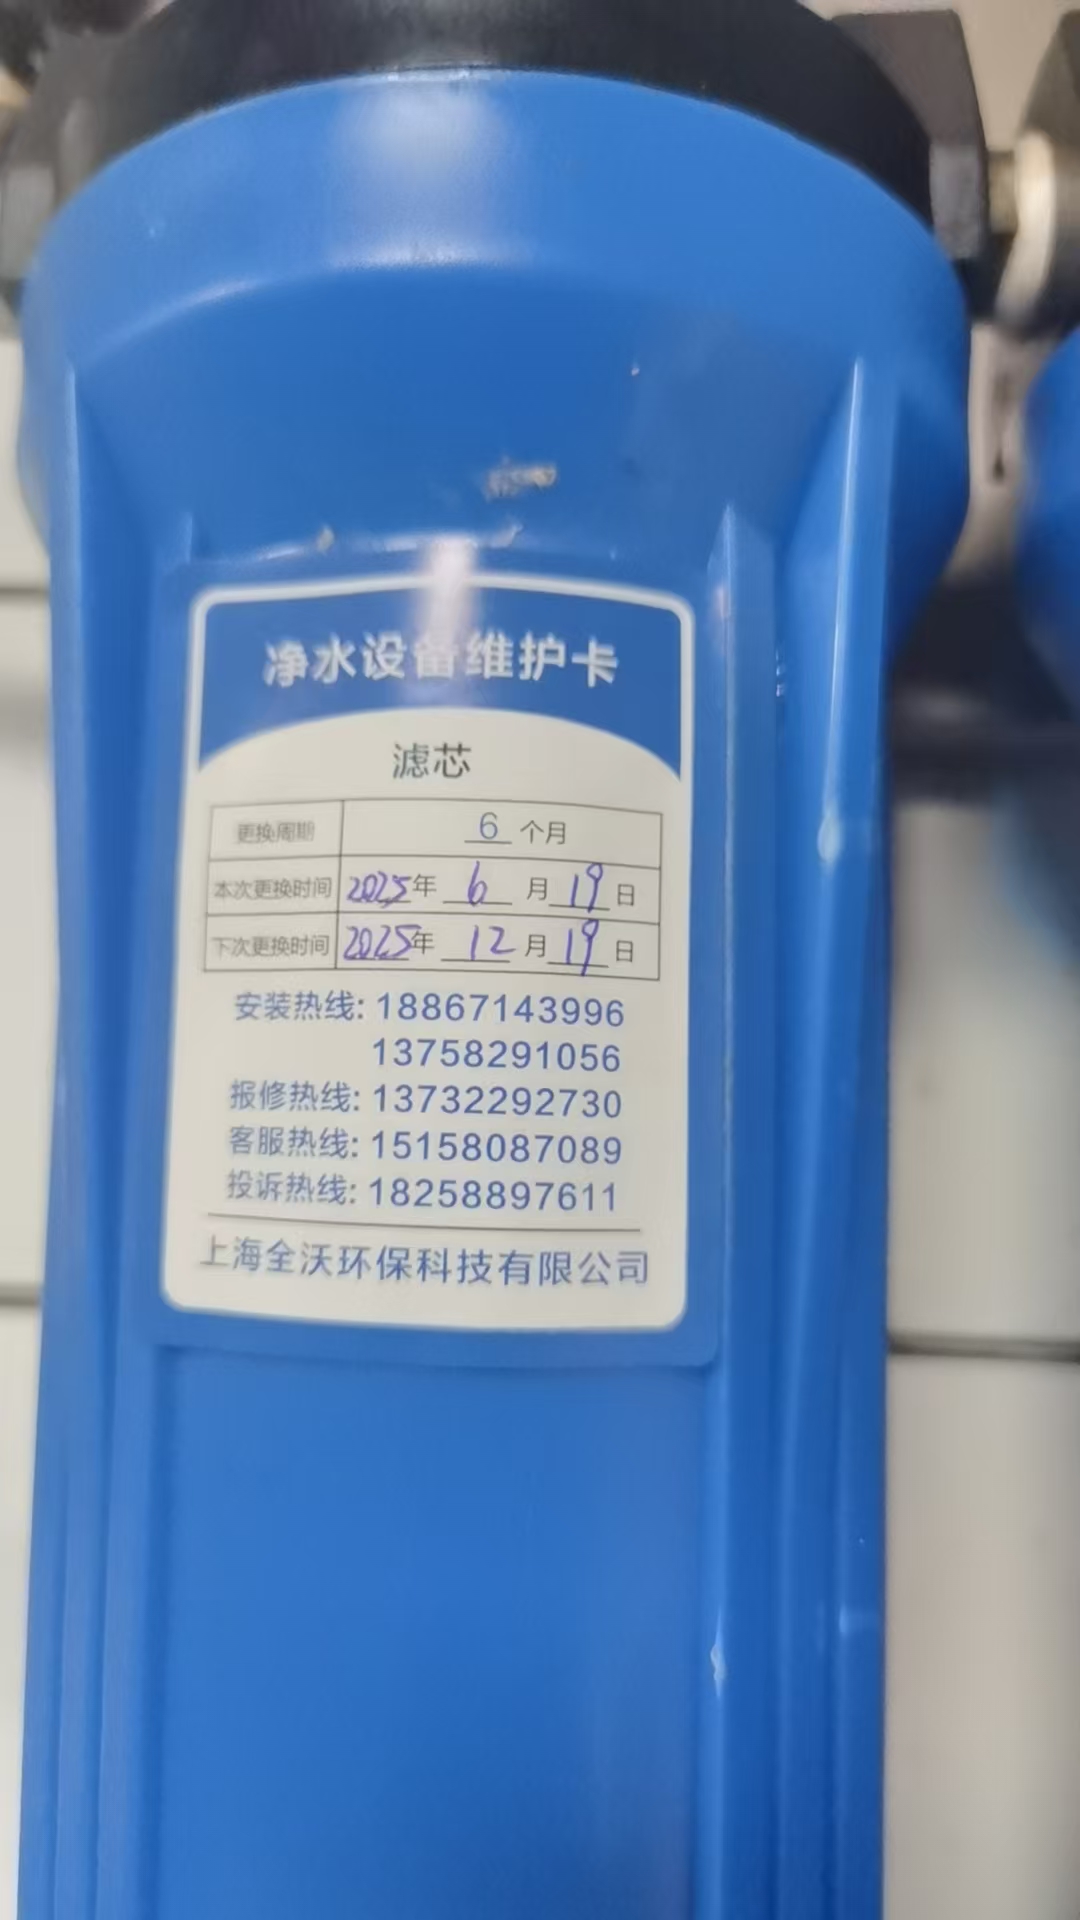 净水设备维护卡
滤芯
更换周期 6 个月
本次更换时间 2025年 6 月 19 日
下次更换时间 2025年 12 月 19 日
安装热线: 18867143996
13758291056
报修热线: 13732292730
客服热线: 15158087089
投诉热线: 18258897611
上海全沃环保科技有限公司